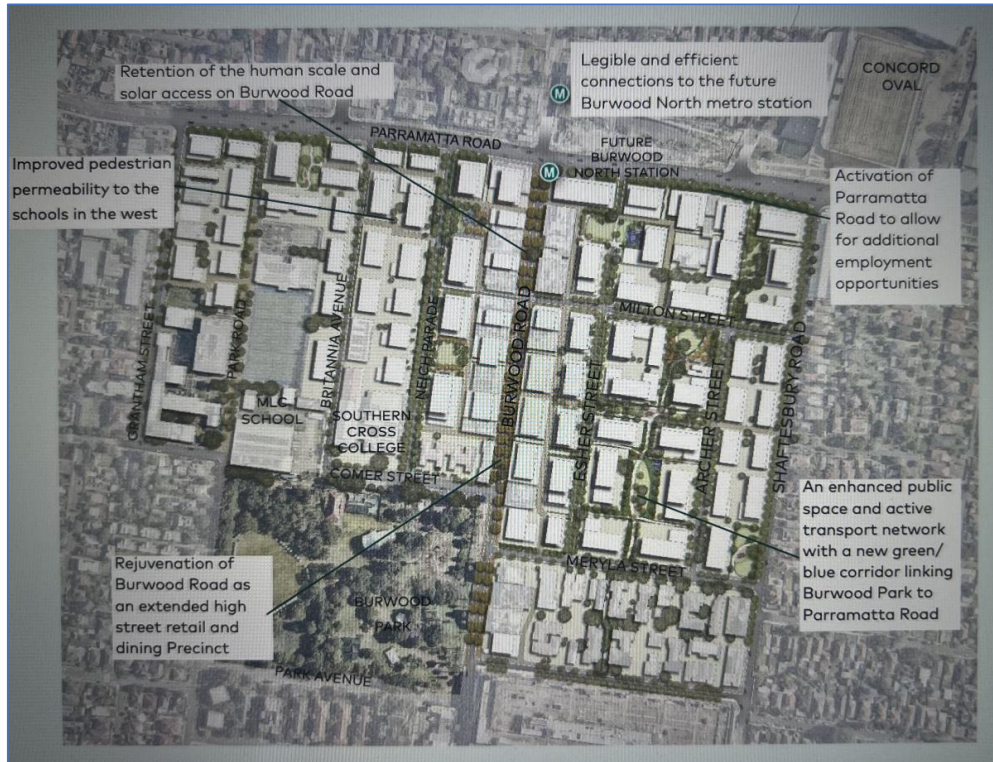 Retention of the human scale and
solar access on Burwood Road
Legible and efficient
connections to the future
Burwood North metro station
M
CONCORD
OVAL
PARRAMATTA ROAD
FUTURE
BURWOOD
NORTH STATION
M
Improved pedestrian
permeability to the
schools in the west
Activation of
Parramatta
Road to allow
for additional
employment
opportunities
GRANTHAM STREET
PARK ROAD
BRITANNIA AVENUE
NEICH PARADE
BURWOOD ROAD
MILTON STREET
ESHER STREET
ARCHER STREET
SHAFTESBURY ROAD
MLC
SCHOOL
SOUTHERN
CROSS
COLLEGE
COMER STREET
An enhanced public
space and active
transport network
with a new green/
blue corridor linking
Burwood Park to
Parramatta Road
Rejuvenation of
Burwood Road as
an extended high
street retail and
dining Precinct
MERYLA STREET
BURWOOD
PARK
PARK AVENUE